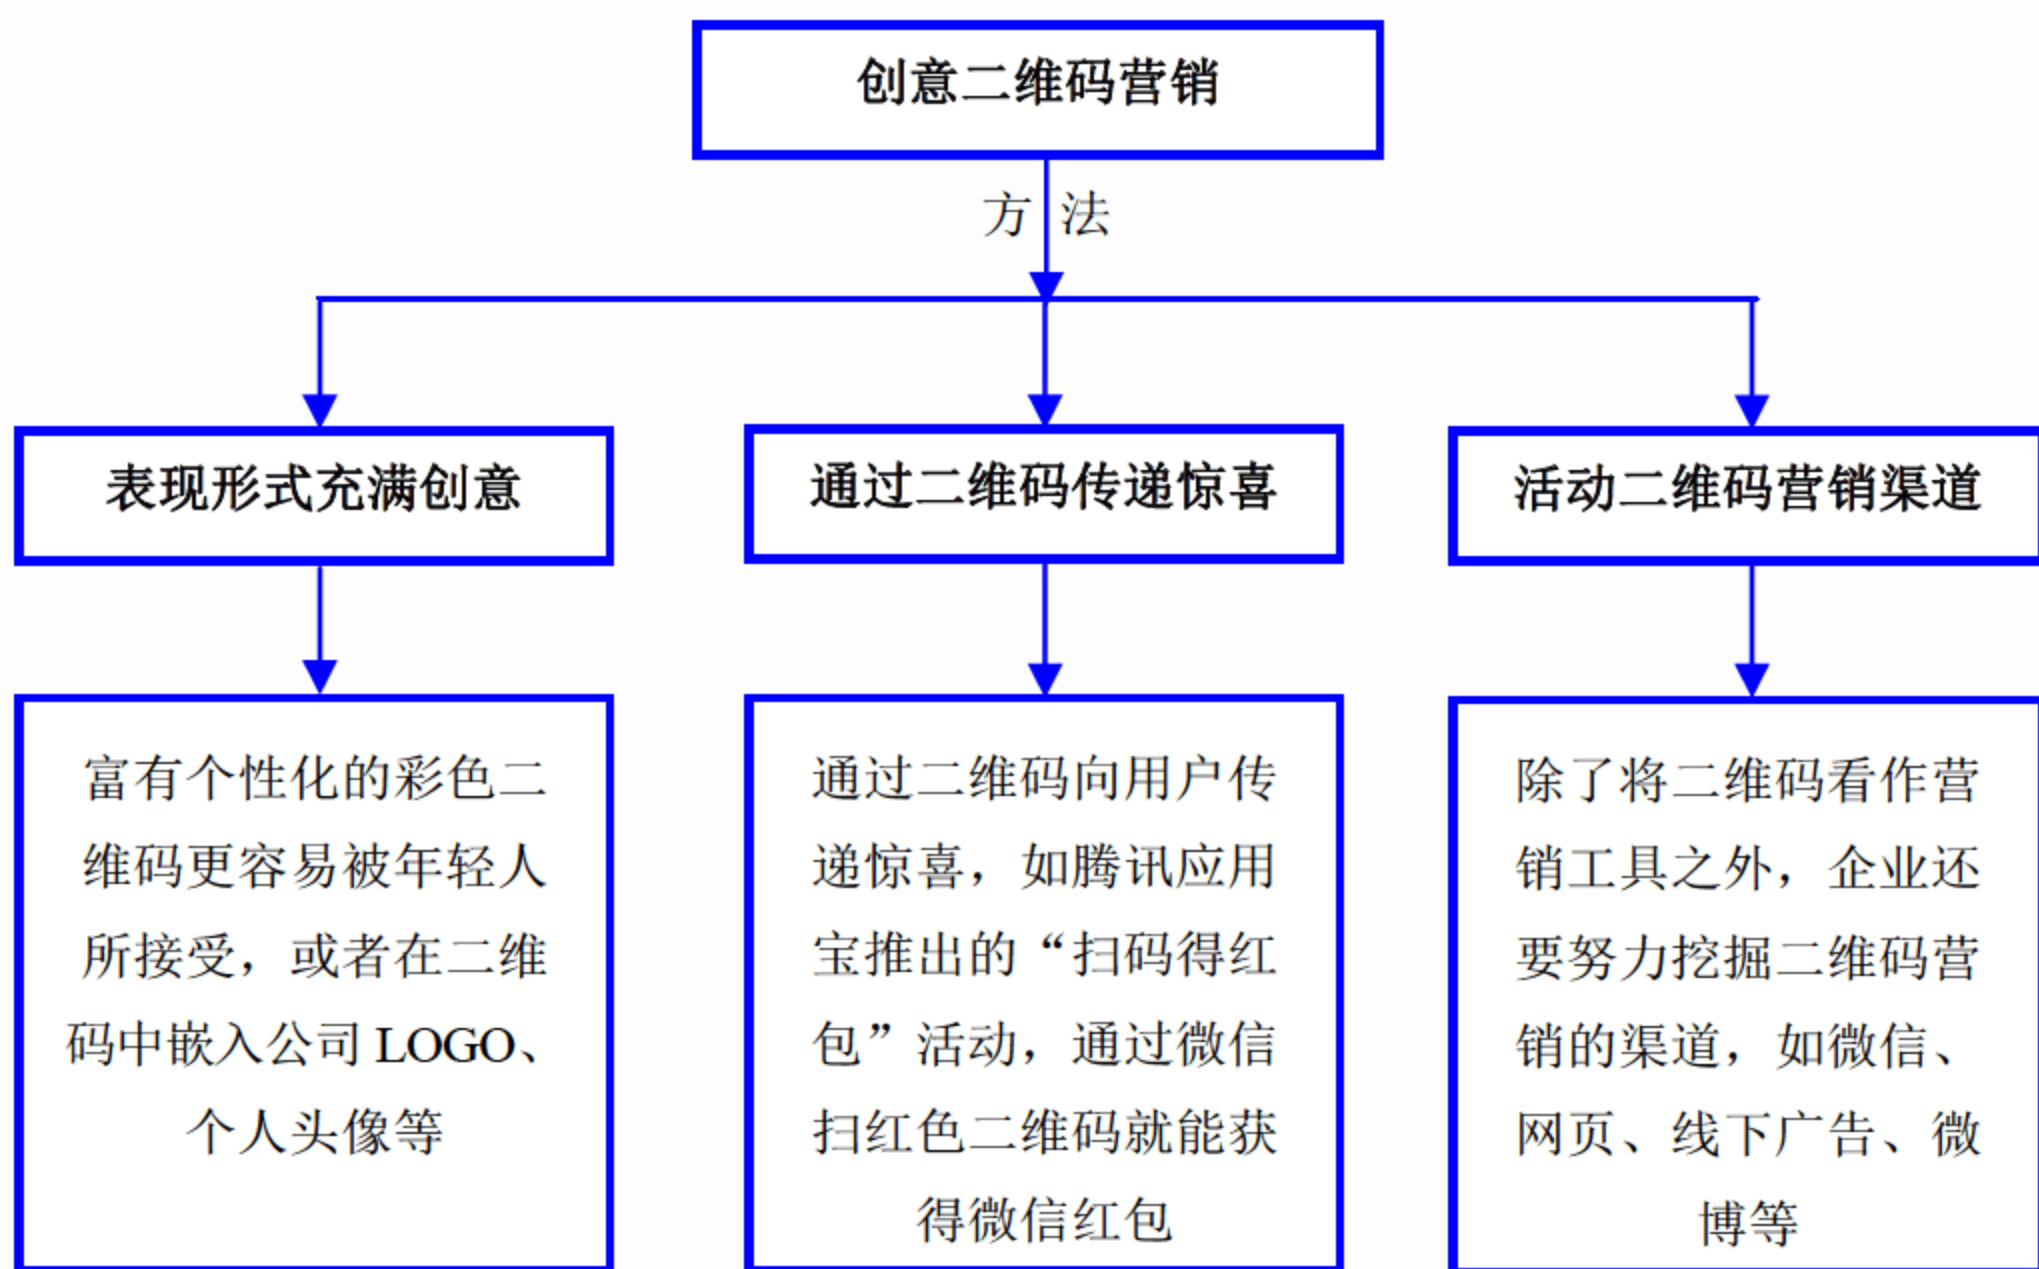 创意二维码营销
方法
表现形式充满创意
通过二维码传递惊喜
活动二维码营销渠道
富有个性化的彩色二
维码更容易被年轻人
所接受，或者在二维
码中嵌入公司 LOGO、
个人头像等
通过二维码向用户传
递惊喜，如腾讯应用
宝推出的“扫码得红
包”活动，通过微信
扫红色二维码就能获
得微信红包
除了将二维码看作营
销工具之外，企业还
要努力挖掘二维码营
销的渠道，如微信、
网页、线下广告、微
博等